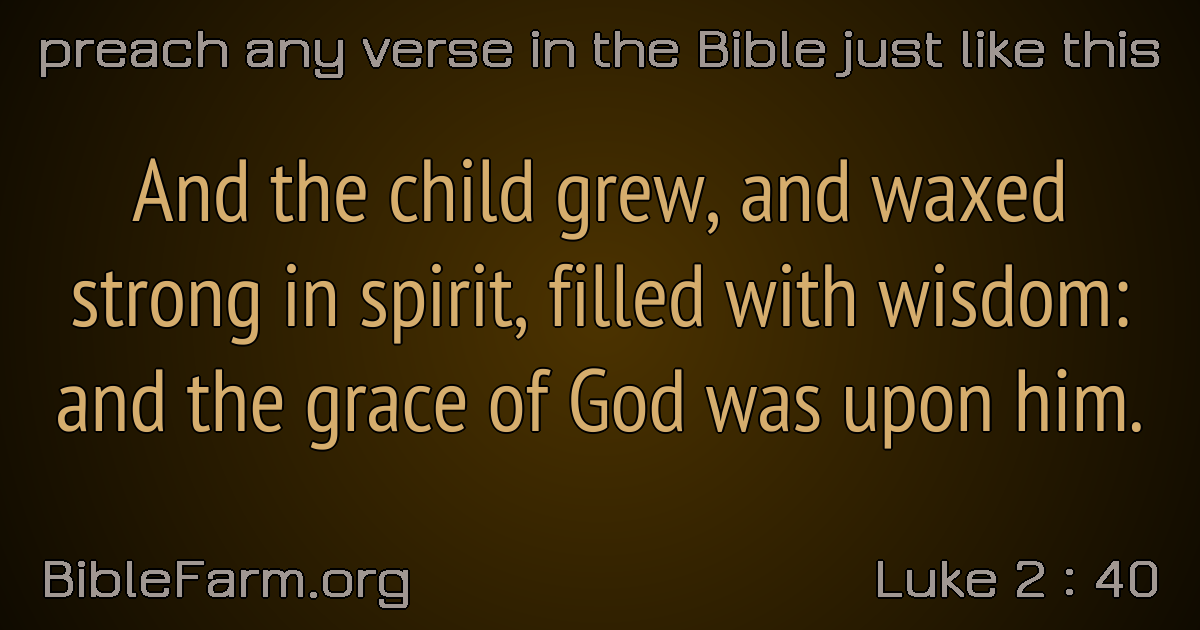 preach any verse in the Bible just like this
And the child grew, and waxed
strong in spirit, filled with wisdom:
and the grace of God was upon him.
BibleFarm.org
Luke 2 : 40